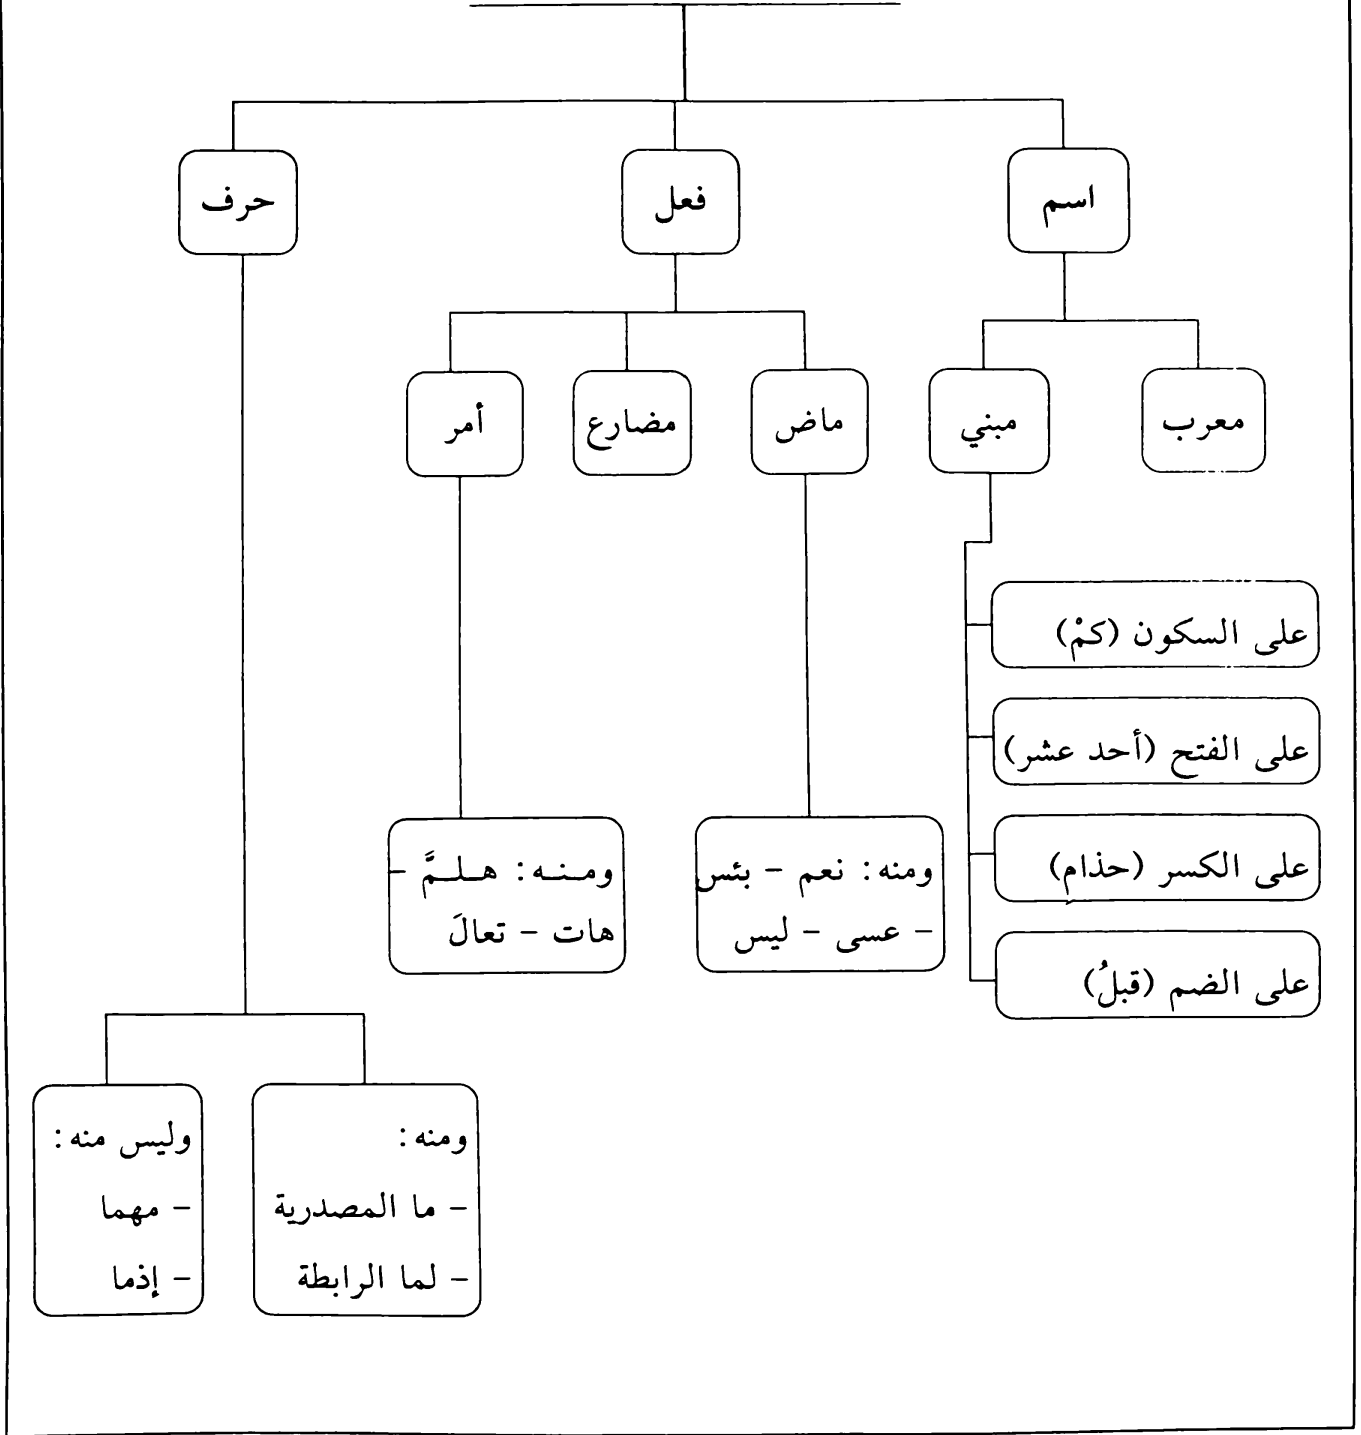 اسم
فعل
حرف
معرب
مبني
ماض
مضارع
أمر
على السكون (كمْ)
على الفتح (أحد عشر)
على الكسر (حذامِ)
على الضم (قبلُ)
ومنه: نعم – بئس
– عسى – ليس
ومنه: هلمَّ –
هات – تعالَ
ومنه:
– ما المصدرية
– لما الرابطة
وليس منه:
– مهما
– إذما